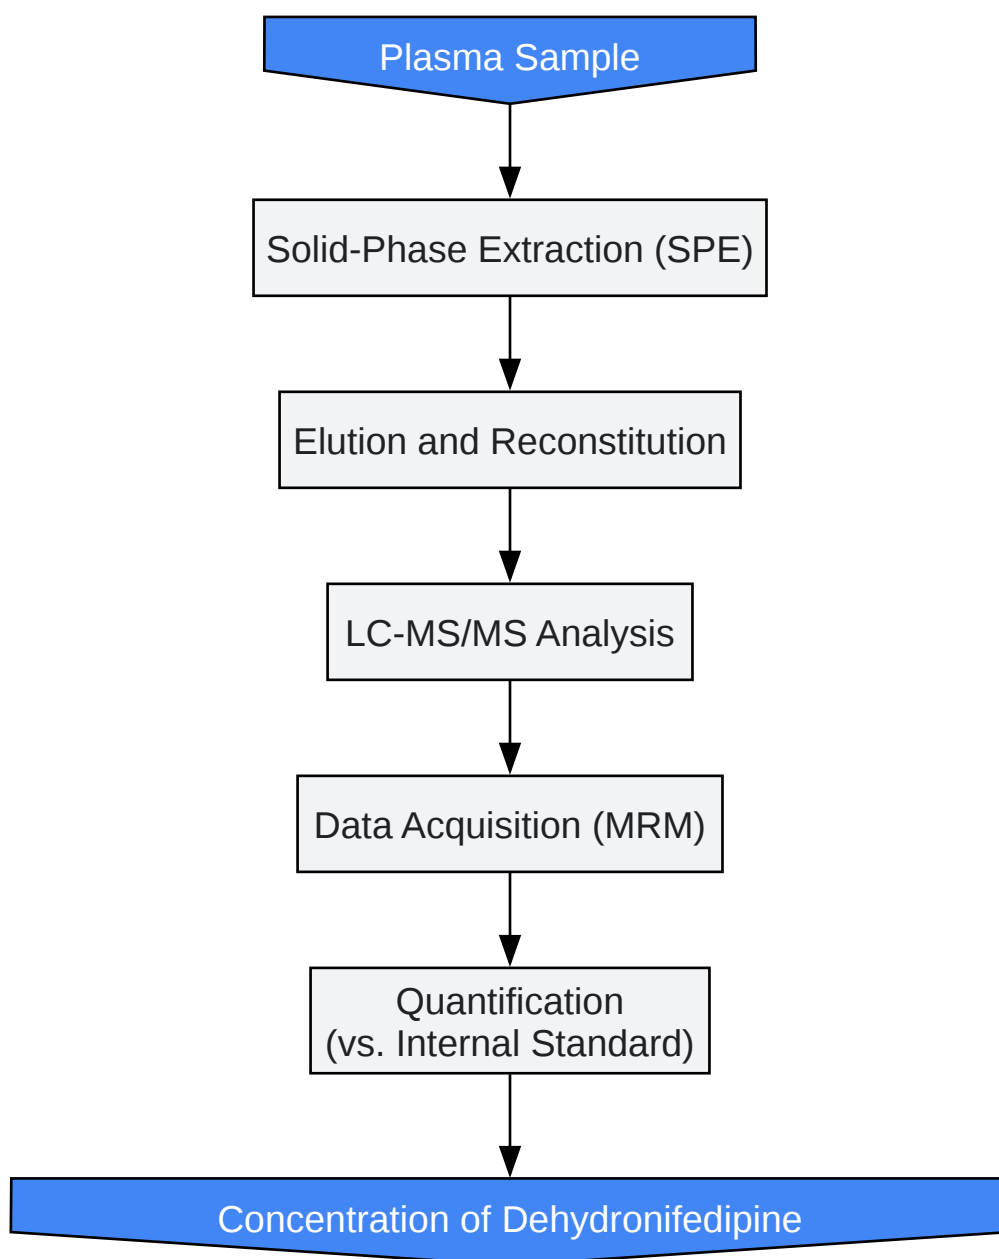 Plasma Sample
Solid-Phase Extraction (SPE)
Elution and Reconstitution
LC-MS/MS Analysis
Data Acquisition (MRM)
Quantification
(vs. Internal Standard)
Concentration of Dehydronifedipine